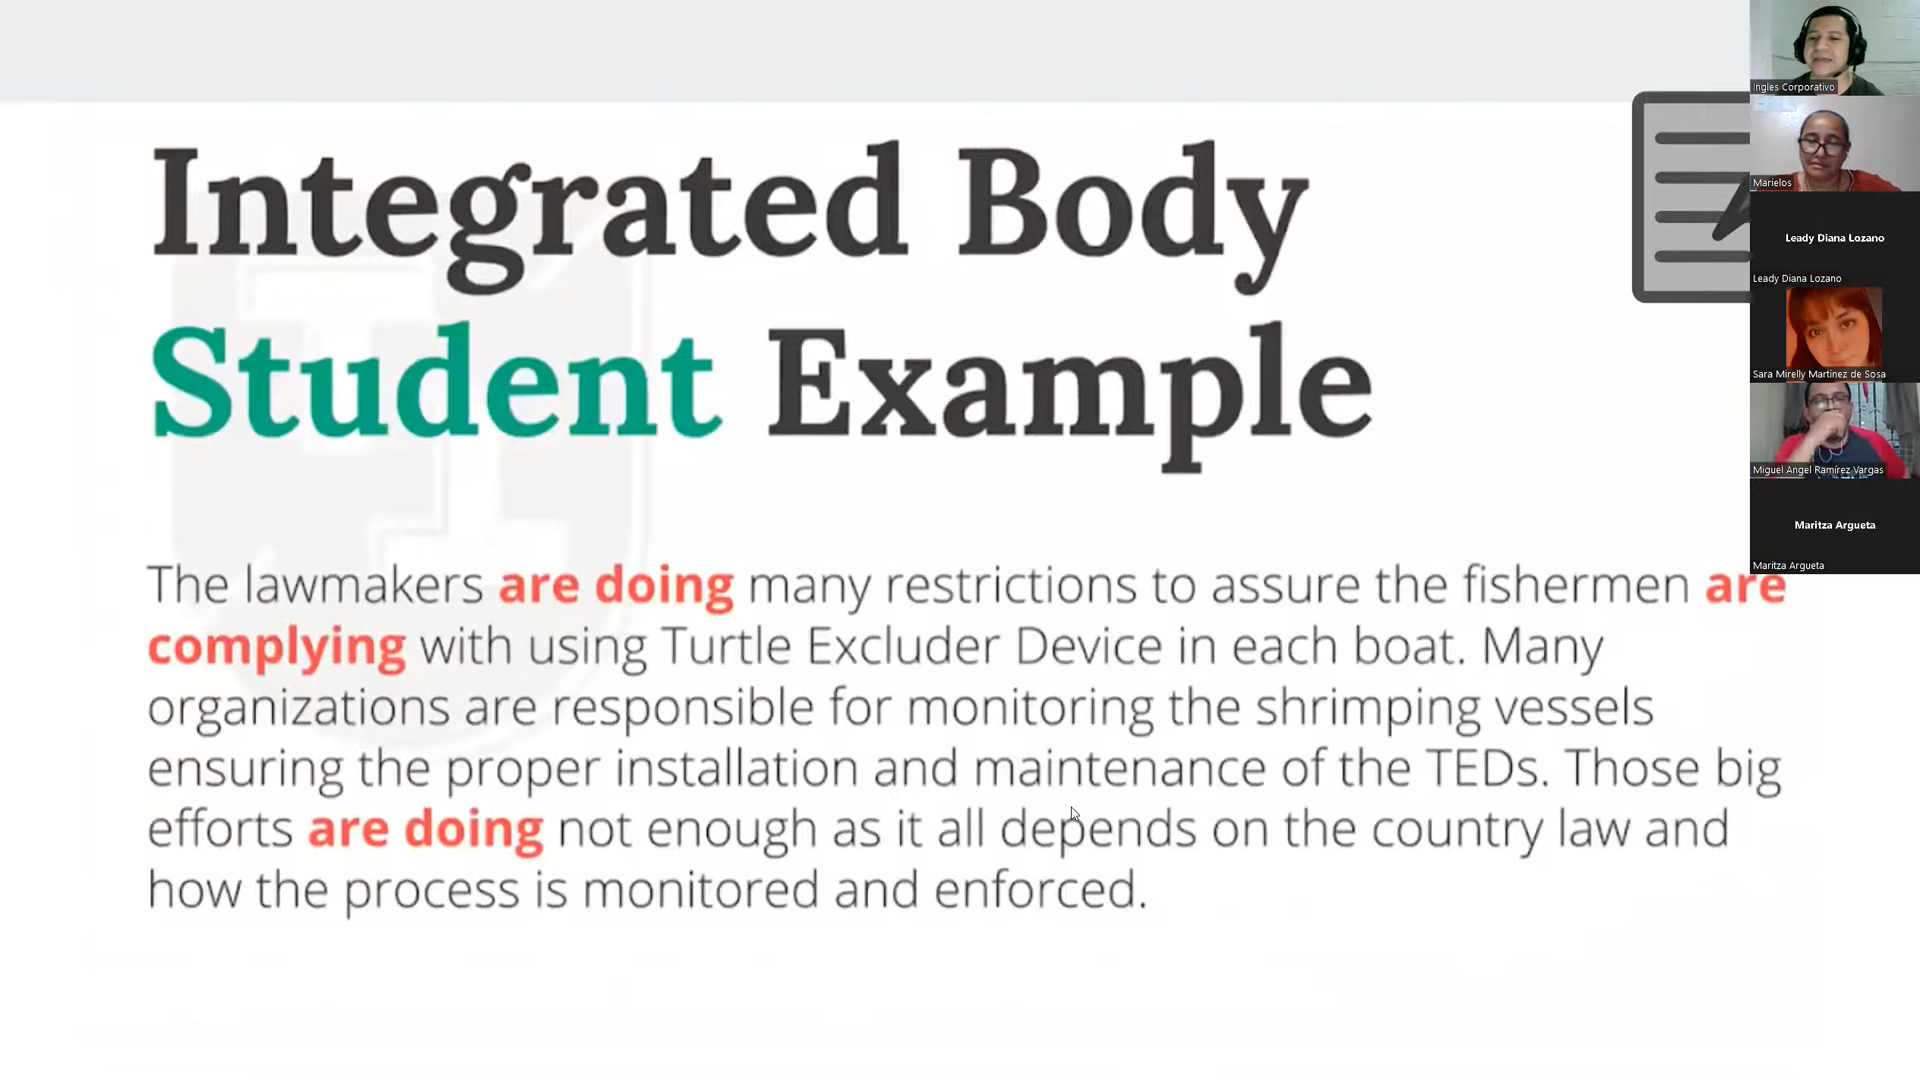 Integrated Body
Student Example
The lawmakers are doing many restrictions to assure the fishermen are
complying with using Turtle Excluder Device in each boat. Many
organizations are responsible for monitoring the shrimping vessels
ensuring the proper installation and maintenance of the TEDs. Those big
efforts are doing not enough as it all depends on the country law and
how the process is monitored and enforced.
Ingles Corporativo
Marielos
Leady Diana Lozano
Leady Diana Lozano
Sara Mirelly Martinez de Sosa
Miguel Angel Ramírez Vargas
Maritza Argueta
Maritza Argueta